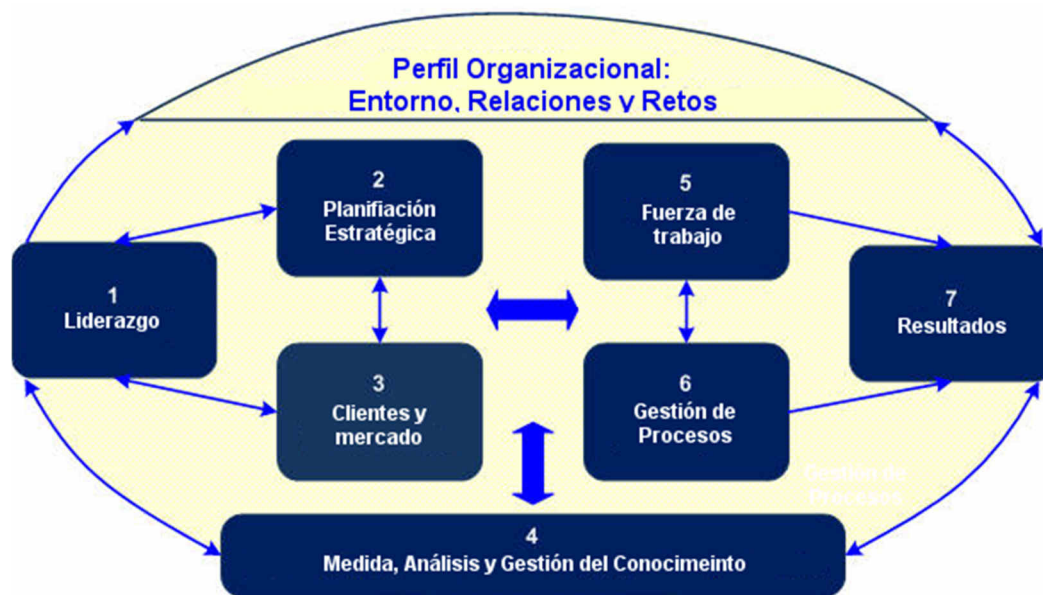 Perfil Organizacional:
Entorno, Relaciones y Retos
2
Planifiación
Estratégica
5
Fuerza de
trabajo
1
Liderazgo
7
Resultados
3
Clientes y
mercado
6
Gestión de
Procesos
Gestión de
Procesos
4
Medida, Análisis y Gestión del Conocimeinto